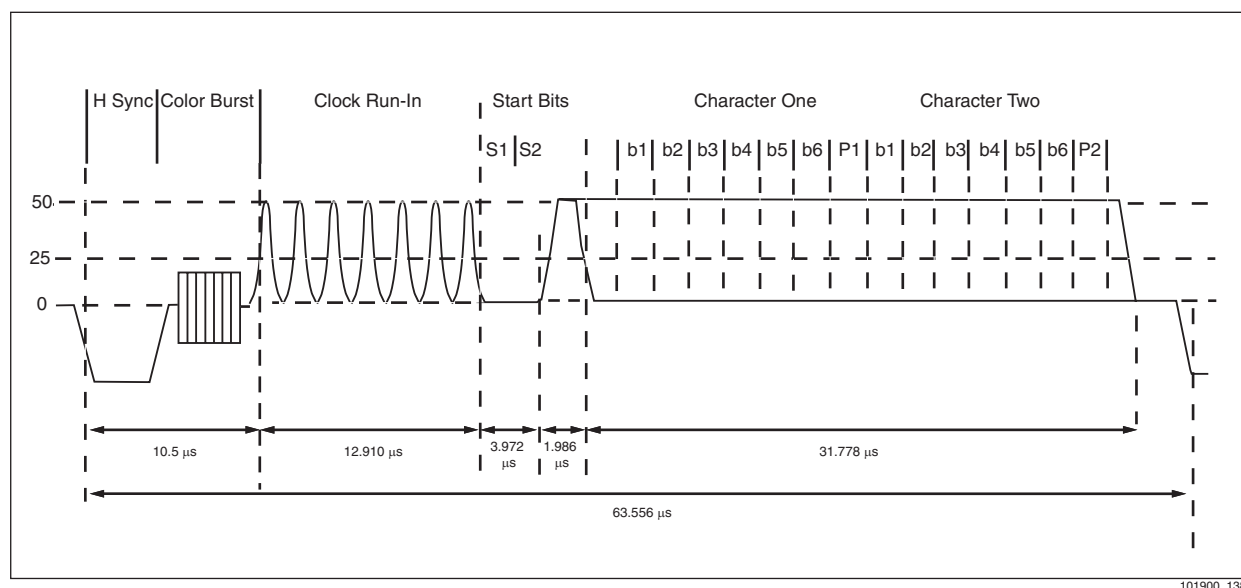 H Sync Color Burst Clock Run-In Start Bits Character One Character Two
S1 S2 b1 b2 b3 b4 b5 b6 P1 b1 b2 b3 b4 b5 b6 P2
50
25
0
10.5 μs 12.910 μs 3.972 μs 1.986 μs 31.778 μs
63.556 μs